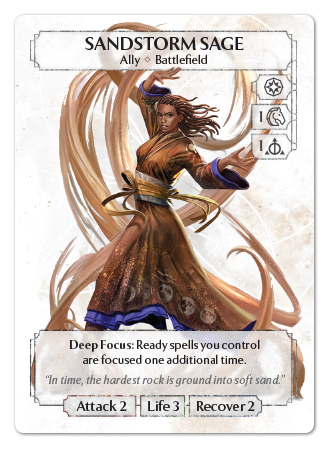 SANDSTORM SAGE
Ally ◇ Battlefield
1
1
Deep Focus: Ready spells you control
are focused one additional time.
"In time, the hardest rock is ground into soft sand."
Attack 2 Life 3 Recover 2